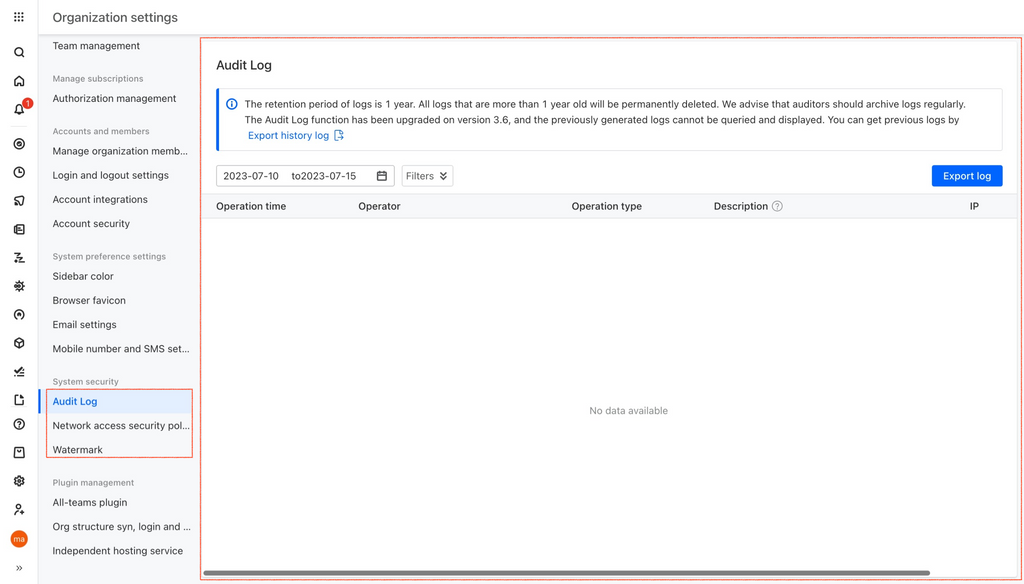 Organization settings
Team management
Manage subscriptions
Authorization management
Accounts and members
Manage organization memb...
Login and logout settings
Account integrations
Account security
System preference settings
Sidebar color
Browser favicon
Email settings
Mobile number and SMS set...
System security
Audit Log
Network access security pol...
Watermark
Plugin management
All-teams plugin
Org structure syn, login and ...
Independent hosting service
1
ma
Audit Log
The retention period of logs is 1 year. All logs that are more than 1 year old will be permanently deleted. We advise that auditors should archive logs regularly.
The Audit Log function has been upgraded on version 3.6, and the previously generated logs cannot be queried and displayed. You can get previous logs by
Export history log
2023-07-10 to2023-07-15 Filters Export log
Operation time Operator Operation type Description IP
No data available